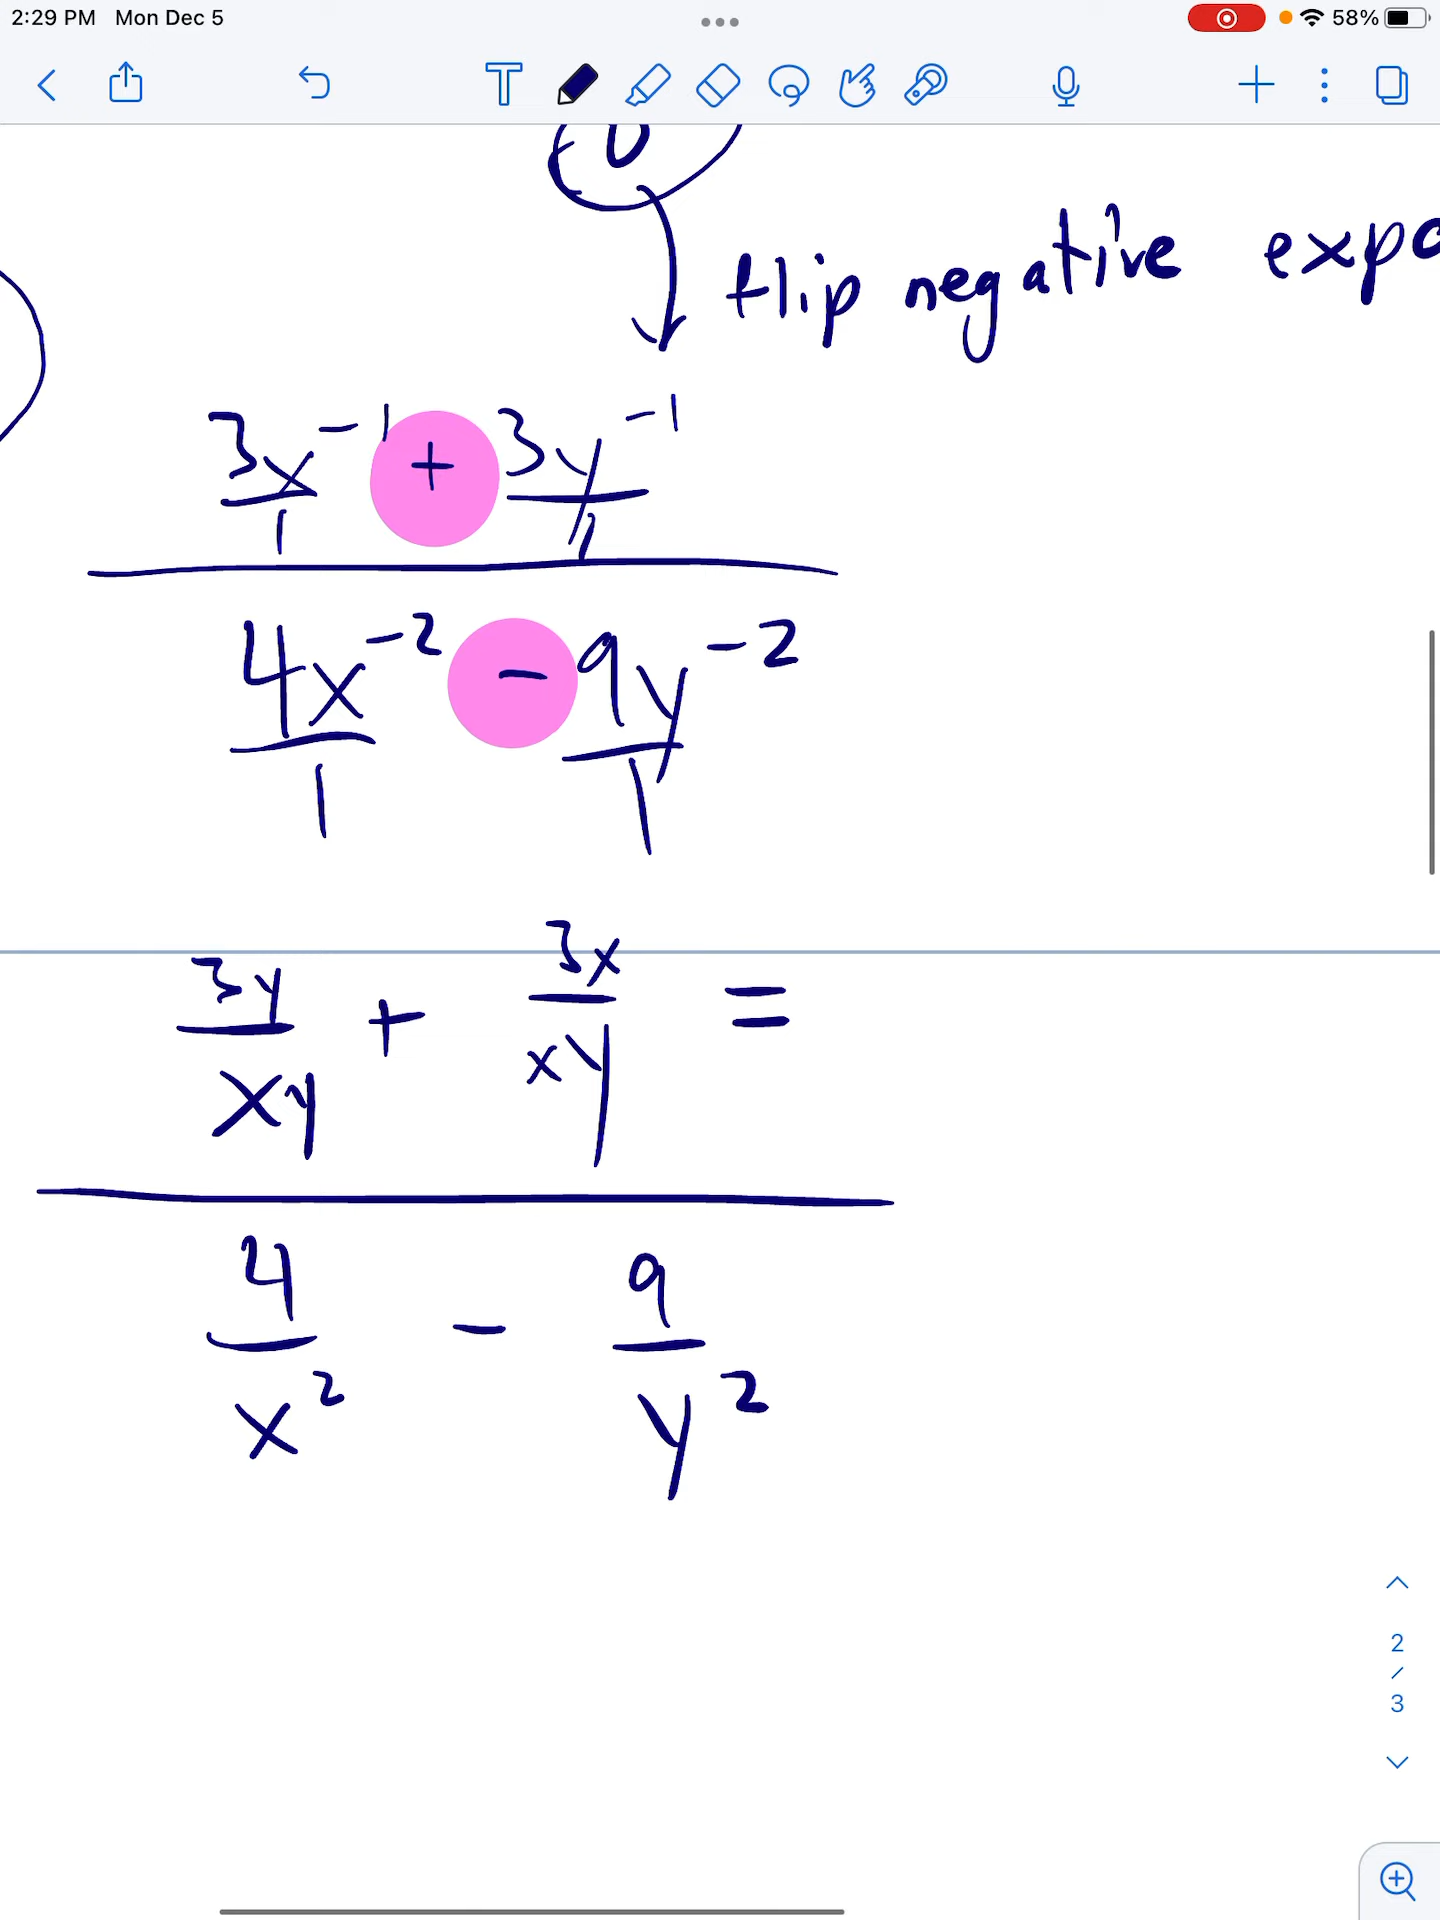 2:29 PM Mon Dec 5
58%
T
flip negative expo
3x⁻¹ + 3y⁻¹
1 1
4x⁻² - 9y⁻²
1 1
3y + 3x =
xy xy
4 - 9
x² y²
2
/
3